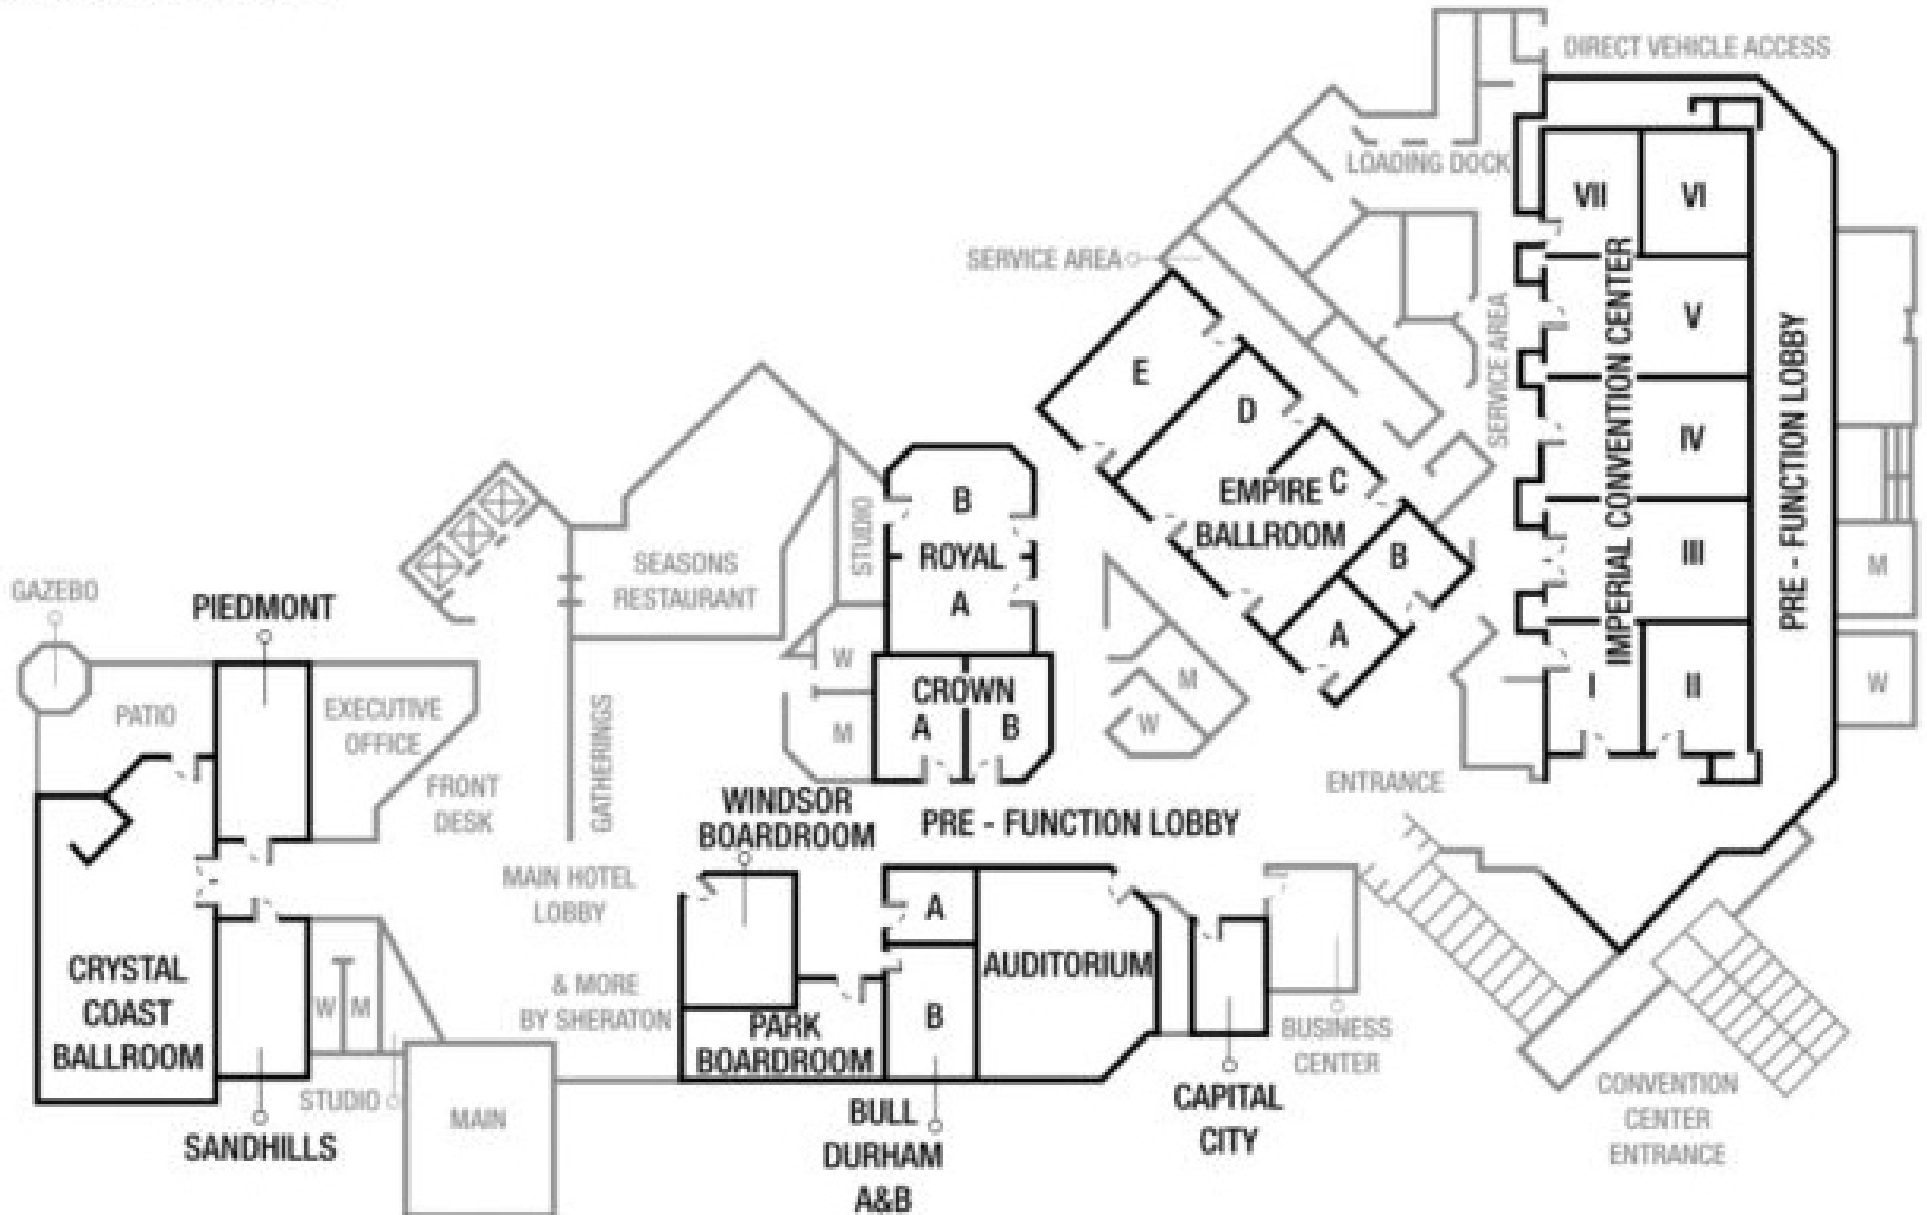 DIRECT VEHICLE ACCESS
LOADING DOCK
VII
VI
SERVICE AREA
SERVICE AREA
IMPERIAL CONVENTION CENTER
V
IV
III
I
II
PRE - FUNCTION LOBBY
M
W
E
D
C
EMPIRE
BALLROOM
B
A
B
ROYAL
A
STUDIO
SEASONS
RESTAURANT
W
M
CROWN
A
B
M
W
GAZEBO
PIEDMONT
PATIO
EXECUTIVE
OFFICE
FRONT
DESK
GATHERINGS
WINDSOR
BOARDROOM
PRE - FUNCTION LOBBY
ENTRANCE
MAIN HOTEL
LOBBY
& MORE
BY SHERATON
CRYSTAL
COAST
BALLROOM
W
M
PARK
BOARDROOM
A
B
AUDITORIUM
BUSINESS
CENTER
STUDIO
MAIN
SANDHILLS
BULL
DURHAM
A&B
CAPITAL
CITY
CONVENTION
CENTER
ENTRANCE